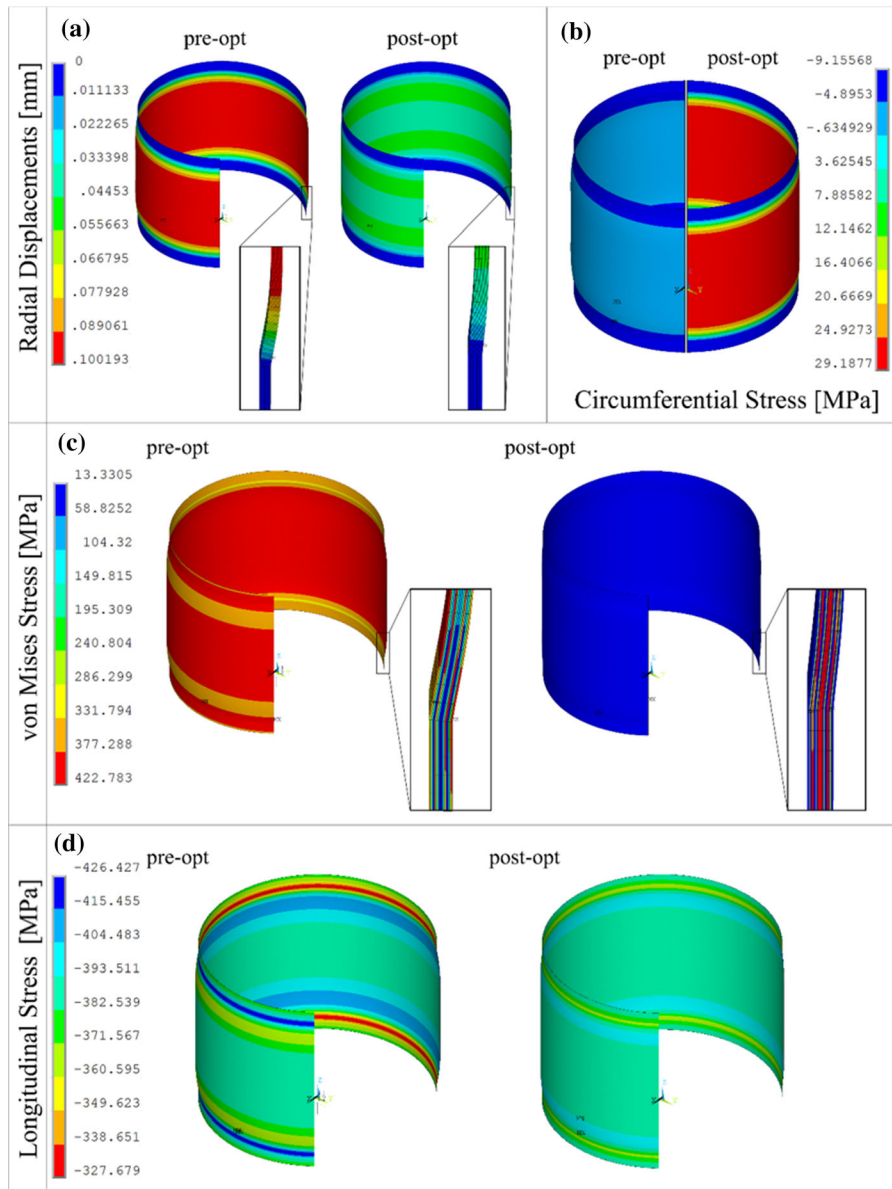 (a)
pre-opt
post-opt
Radial Displacements [mm]
0
.011133
.022265
.033398
.04453
.055663
.066795
.077928
.089061
.100193
(b)
pre-opt
post-opt
-9.15568
-4.8953
-.634929
3.62545
7.88582
12.1462
16.4066
20.6669
24.9273
29.1877
Circumferential Stress [MPa]
(c)
pre-opt
post-opt
von Mises Stress [MPa]
13.3305
58.8252
104.32
149.815
195.309
240.804
286.299
331.794
377.288
422.783
(d)
pre-opt
post-opt
Longitudinal Stress [MPa]
-426.427
-415.455
-404.483
-393.511
-382.539
-371.567
-360.595
-349.623
-338.651
-327.679